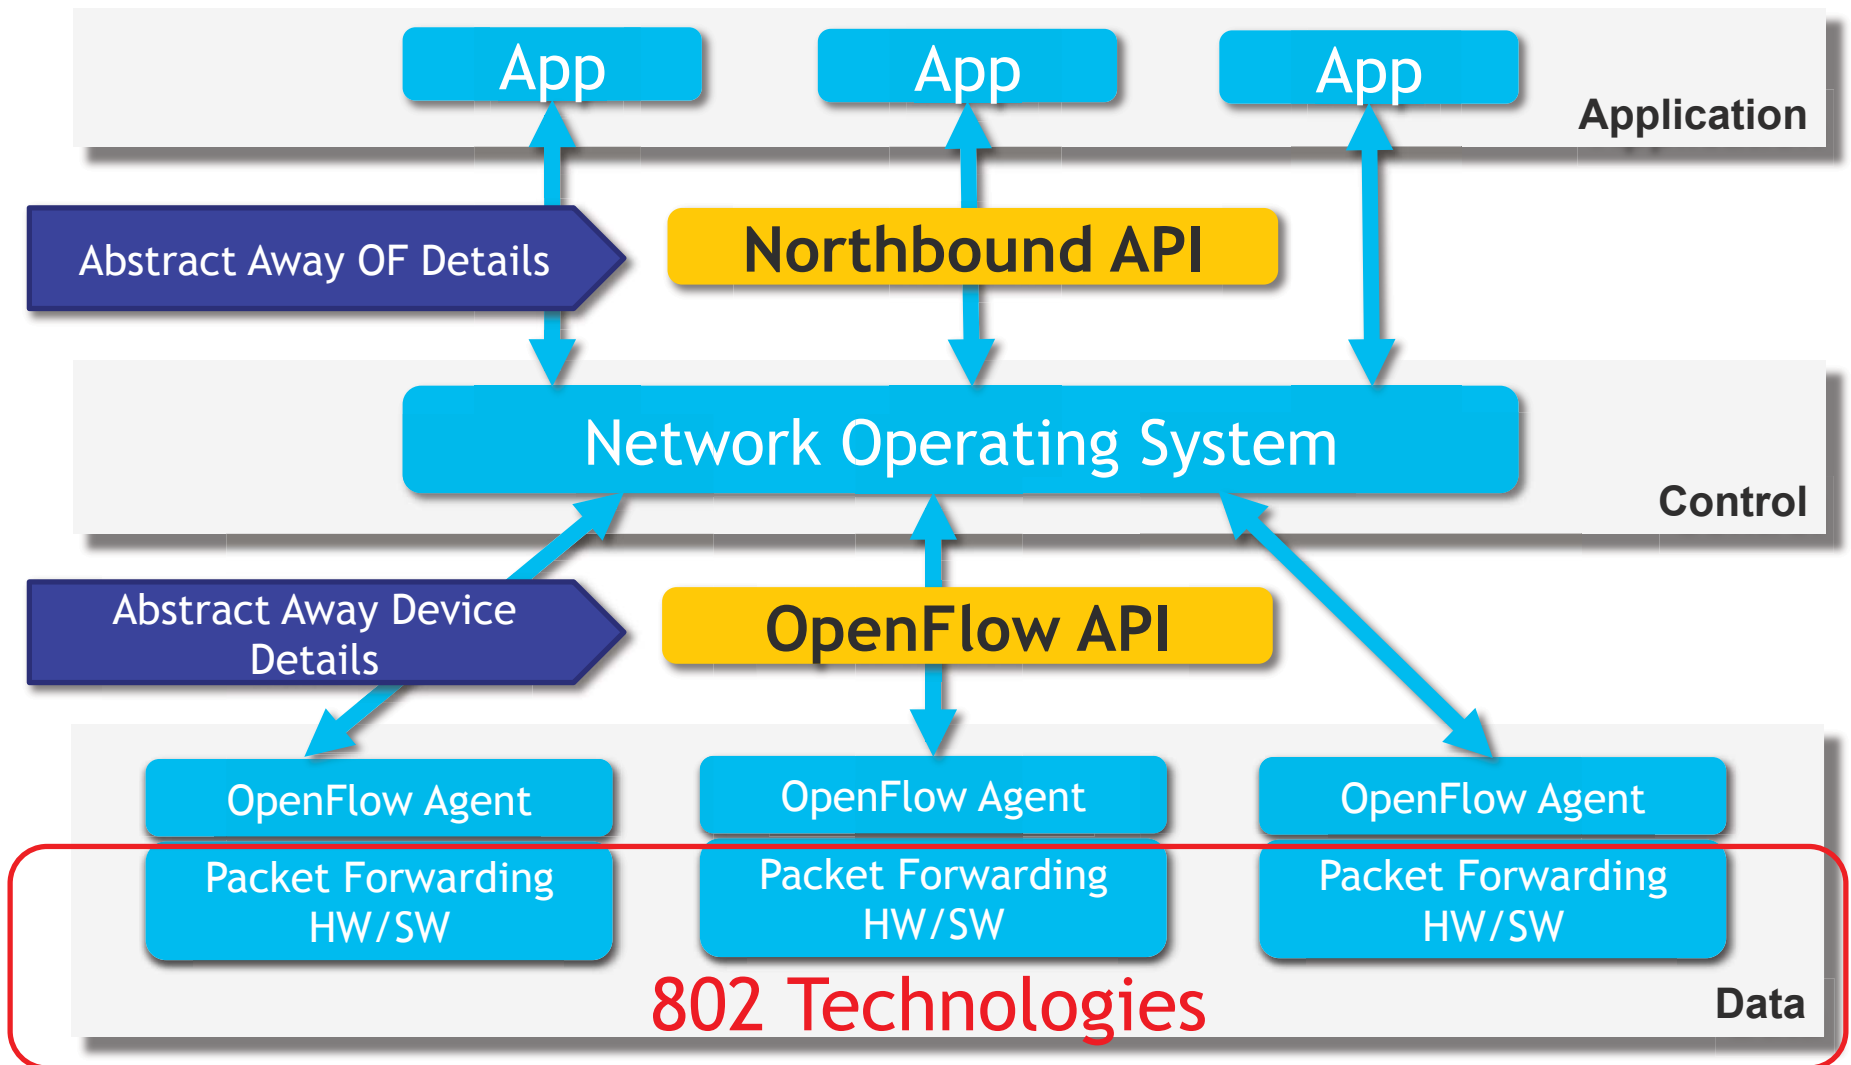 App
App
App
Application
Abstract Away OF Details
Northbound API
Network Operating System
Control
Abstract Away Device
Details
OpenFlow API
OpenFlow Agent
OpenFlow Agent
OpenFlow Agent
Packet Forwarding
HW/SW
Packet Forwarding
HW/SW
Packet Forwarding
HW/SW
802 Technologies
Data